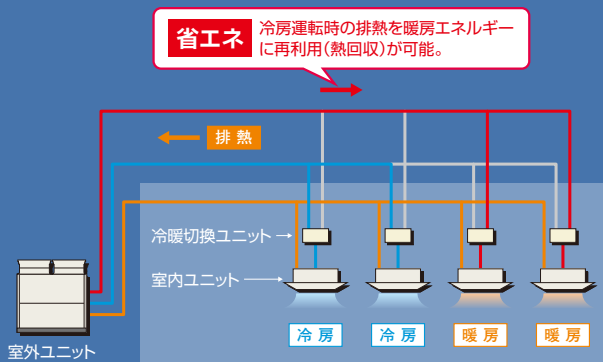 省エネ
冷房運転時の排熱を暖房エネルギー
に再利用(熱回収)が可能。
排 熱
冷暖切換ユニット
室内ユニット
冷 房
冷 房
暖 房
暖 房
室外ユニット